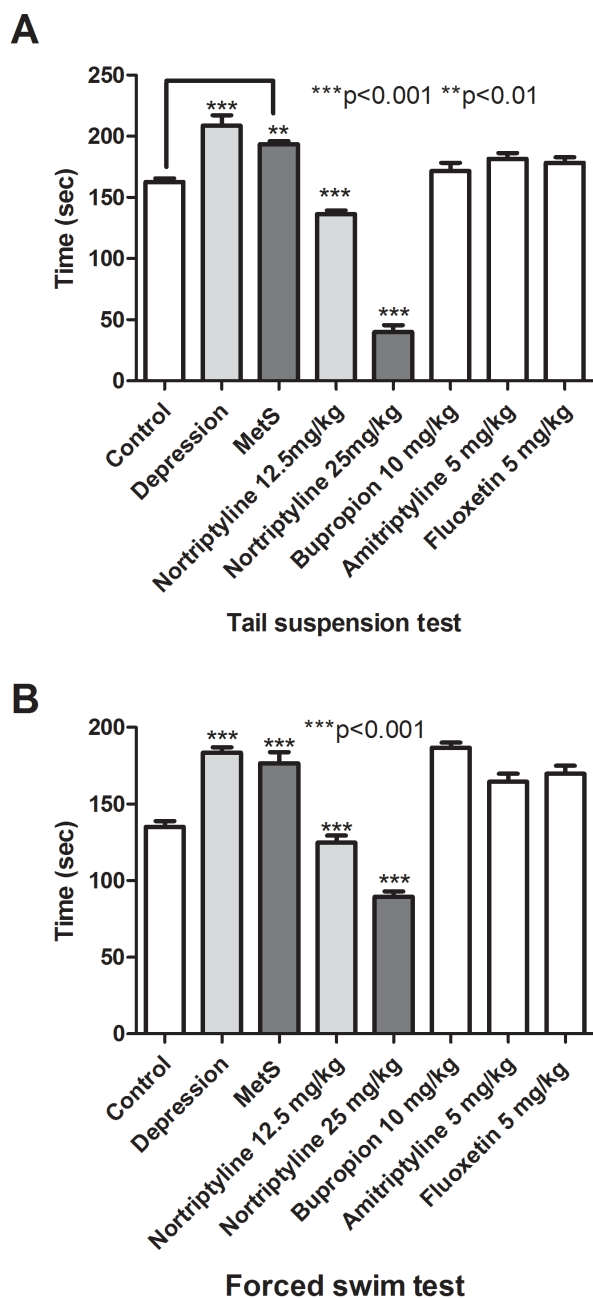 A
***p<0.001 **p<0.01
250
200
150
100
50
0
Time (sec)
***
**
***
***
Control
Depression
MetS
Nortriptyline 12.5mg/kg
Nortriptyline 25mg/kg
Bupropion 10 mg/kg
Amitriptyline 5 mg/kg
Fluoxetin 5 mg/kg
Tail suspension test
B
***p<0.001
200
150
100
50
0
Time (sec)
***
***
***
***
Control
Depression
MetS
Nortriptyline 12.5 mg/kg
Nortriptyline 25 mg/kg
Bupropion 10 mg/kg
Amitriptyline 5 mg/kg
Fluoxetin 5 mg/kg
Forced swim test